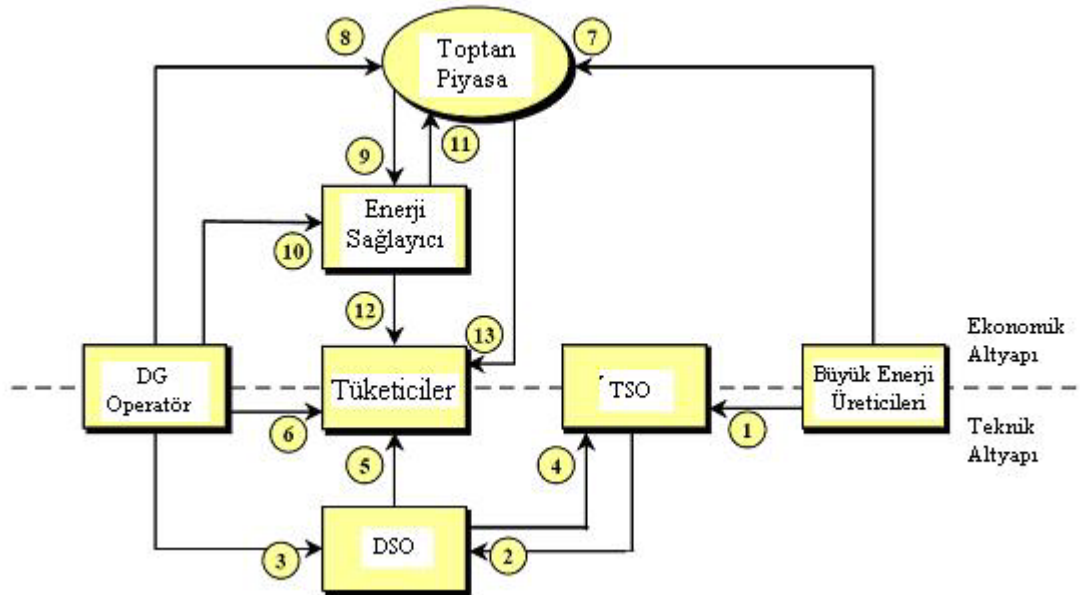 8
Toptan
Piyasa
7
9
11
Enerji
Sağlayıcı
10
12
13
Ekonomik
Altyapı
DG
Operatör
Tüketiciler
TSO
Büyük Enerji
Üreticileri
6
1
Teknik
Altyapı
5
4
3
DSO
2